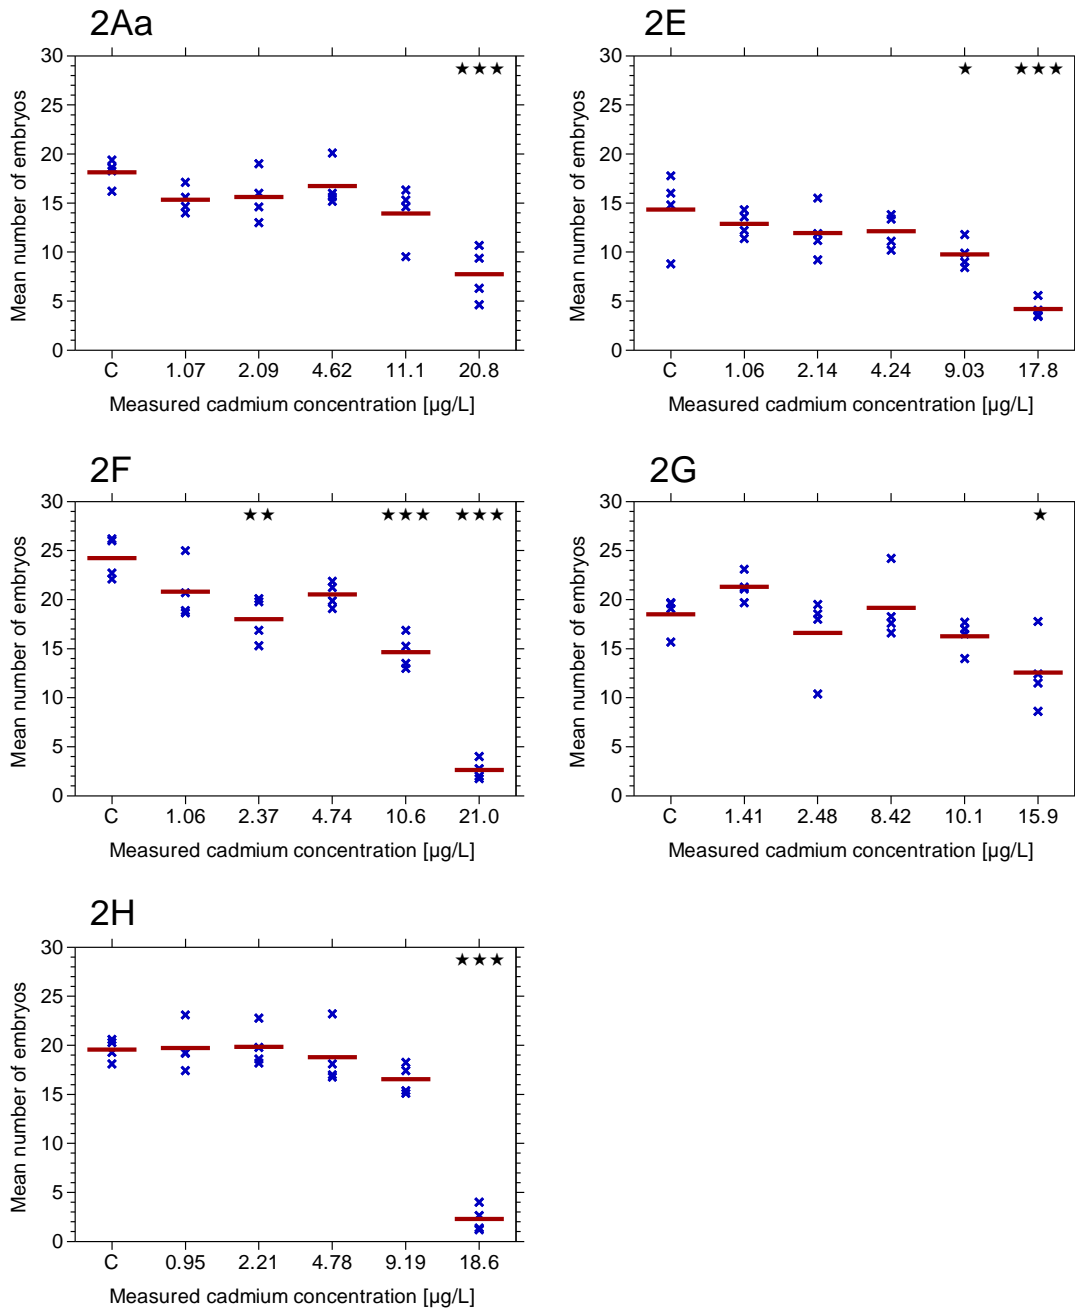 2Aa
30
25
20
15
10
5
0
Mean number of embryos
★★★
C 1.07 2.09 4.62 11.1 20.8
Measured cadmium concentration [µg/L]
2E
30
25
20
15
10
5
0
Mean number of embryos
★ ★★★
C 1.06 2.14 4.24 9.03 17.8
Measured cadmium concentration [µg/L]
2F
30
25
20
15
10
5
0
Mean number of embryos
★★ ★★★ ★★★
C 1.06 2.37 4.74 10.6 21.0
Measured cadmium concentration [µg/L]
2G
30
25
20
15
10
5
0
Mean number of embryos
★
C 1.41 2.48 8.42 10.1 15.9
Measured cadmium concentration [µg/L]
2H
30
25
20
15
10
5
0
Mean number of embryos
★★★
C 0.95 2.21 4.78 9.19 18.6
Measured cadmium concentration [µg/L]